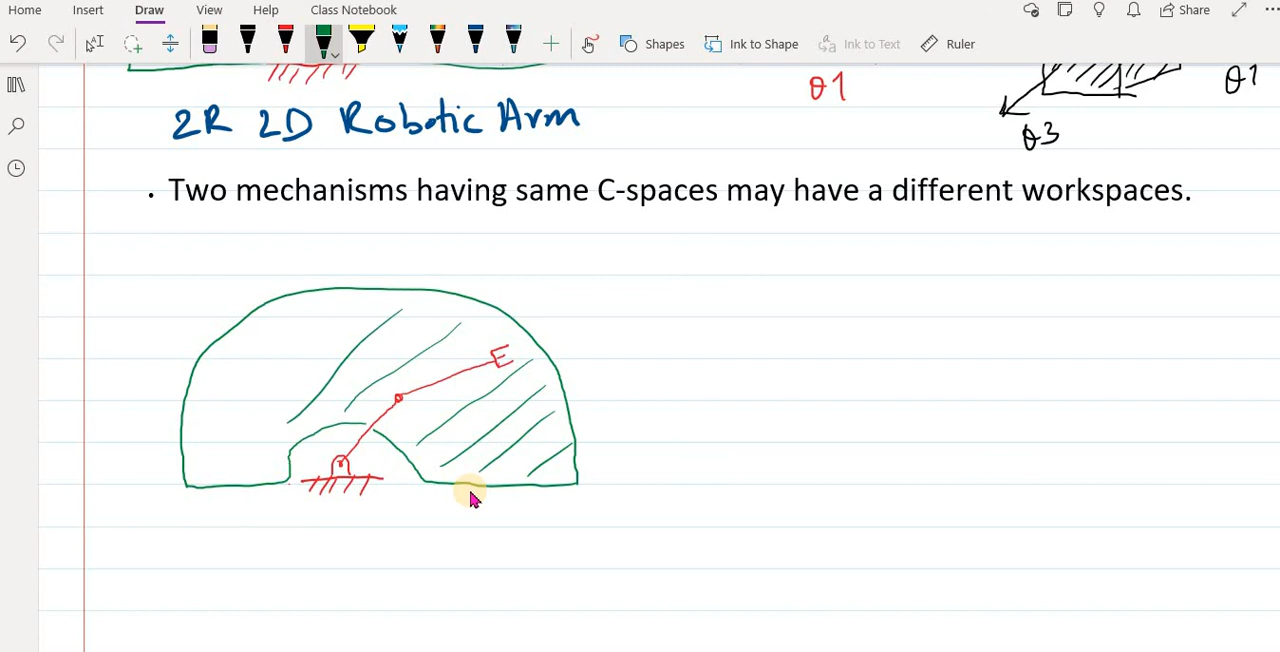 Home Insert Draw View Help Class Notebook Share
Shapes Ink to Shape Ink to Text Ruler
θ1 θ1
θ3
2R 2D Robotic Arm
. Two mechanisms having same C-spaces may have a different workspaces.
E